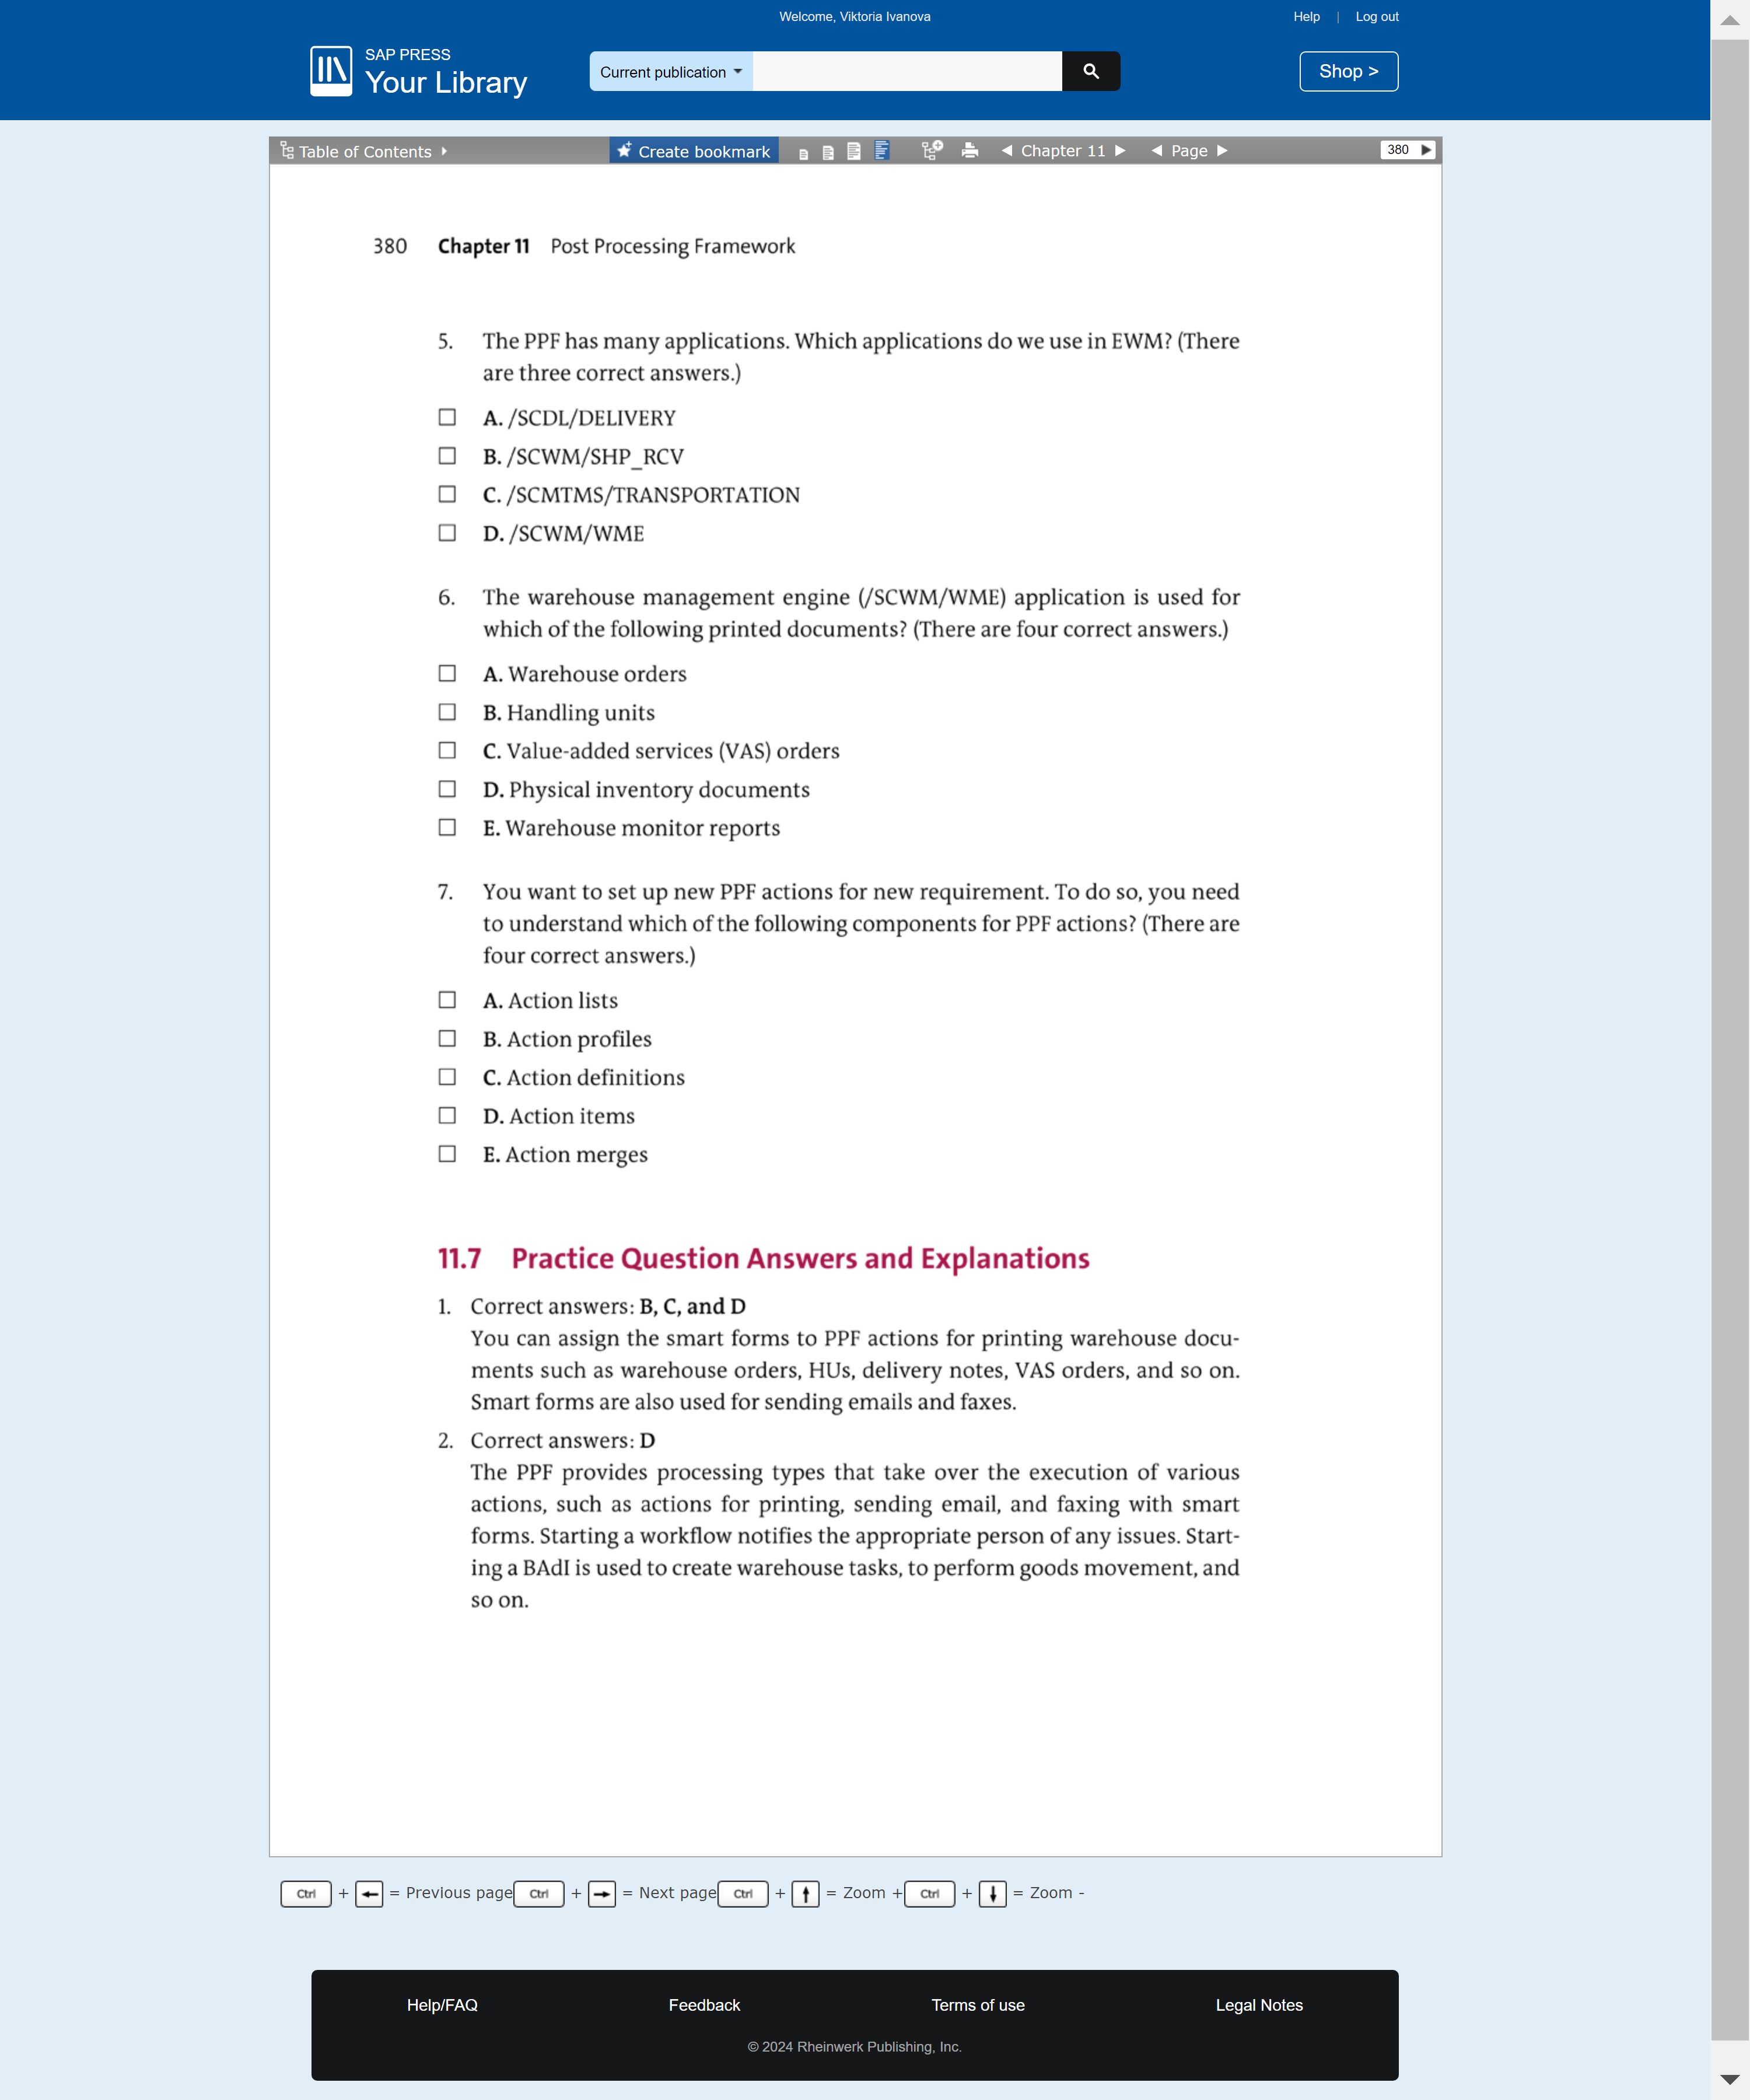 Welcome, Viktoria Ivanova
Help | Log out
SAP PRESS
Your Library
Current publication
Shop >
Table of Contents
Create bookmark
Chapter 11
Page
380
380 Chapter 11 Post Processing Framework
5. The PPF has many applications. Which applications do we use in EWM? (There
are three correct answers.)
A. /SCDL/DELIVERY
B. /SCWM/SHP_RCV
C. /SCMTMS/TRANSPORTATION
D. /SCWM/WME
6. The warehouse management engine (/SCWM/WME) application is used for
which of the following printed documents? (There are four correct answers.)
A. Warehouse orders
B. Handling units
C. Value-added services (VAS) orders
D. Physical inventory documents
E. Warehouse monitor reports
7. You want to set up new PPF actions for new requirement. To do so, you need
to understand which of the following components for PPF actions? (There are
four correct answers.)
A. Action lists
B. Action profiles
C. Action definitions
D. Action items
E. Action merges
11.7 Practice Question Answers and Explanations
1. Correct answers: B, C, and D
You can assign the smart forms to PPF actions for printing warehouse docu-
ments such as warehouse orders, HUs, delivery notes, VAS orders, and so on.
Smart forms are also used for sending emails and faxes.
2. Correct answers: D
The PPF provides processing types that take over the execution of various
actions, such as actions for printing, sending email, and faxing with smart
forms. Starting a workflow notifies the appropriate person of any issues. Start-
ing a BAdI is used to create warehouse tasks, to perform goods movement, and
so on.
Ctrl + ← = Previous page Ctrl + → = Next page Ctrl + ↑ = Zoom + Ctrl + ↓ = Zoom -
Help/FAQ Feedback Terms of use Legal Notes
© 2024 Rheinwerk Publishing, Inc.